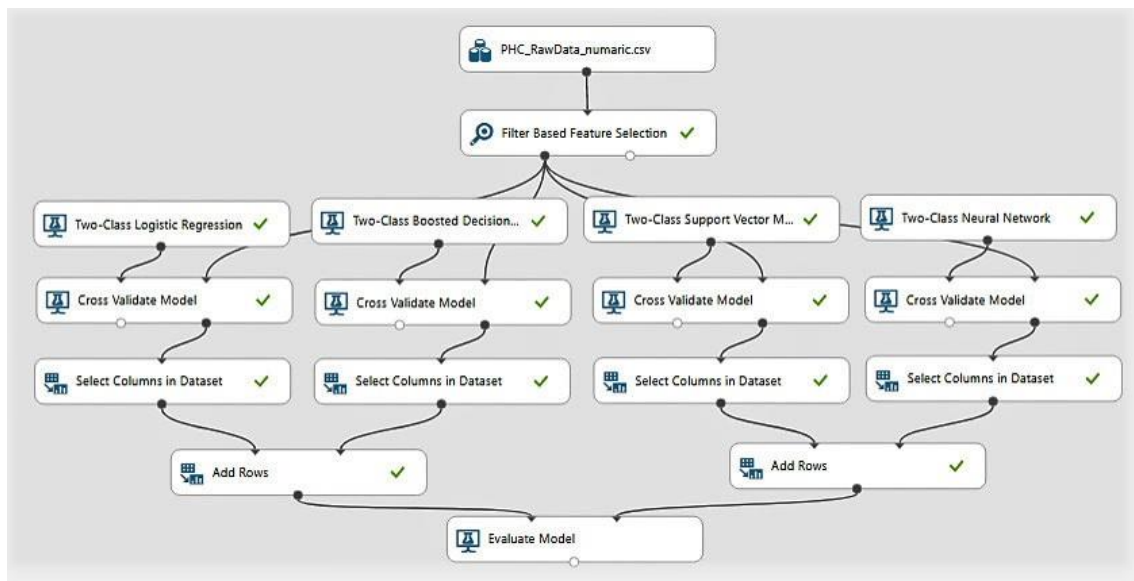 PHC_RawData_numaric.csv
Filter Based Feature Selection
Two-Class Logistic Regression
Two-Class Boosted Decision...
Two-Class Support Vector M...
Two-Class Neural Network
Cross Validate Model
Cross Validate Model
Cross Validate Model
Cross Validate Model
Select Columns in Dataset
Select Columns in Dataset
Select Columns in Dataset
Select Columns in Dataset
Add Rows
Add Rows
Evaluate Model